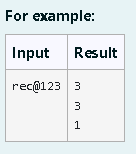 For example:
Input Result
rec@123 3
3
1